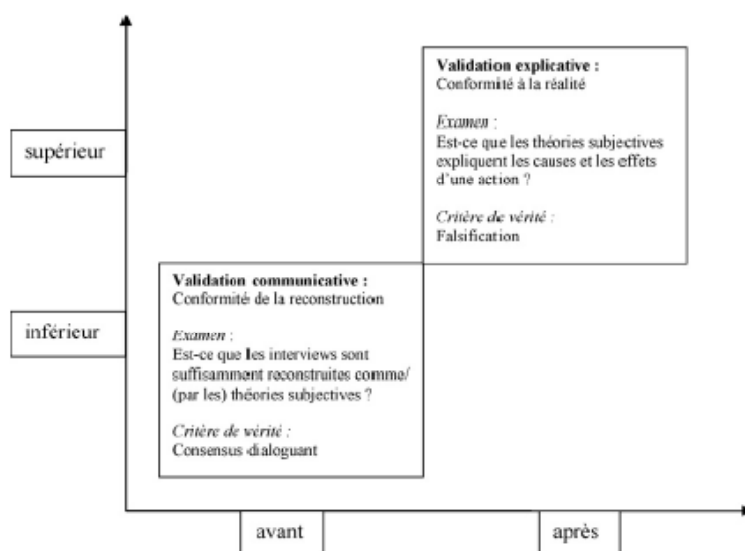 Validation explicative :
Conformité à la réalité
Examen :
Est-ce que les théories subjectives
expliquent les causes et les effets
d'une action ?
Critère de vérité :
Falsification
supérieur
Validation communicative :
Conformité de la reconstruction
Examen :
Est-ce que les interviews sont
suffisamment reconstruites comme/
(par les) théories subjectives ?
Critère de vérité :
Consensus dialoguant
inférieur
avant
après